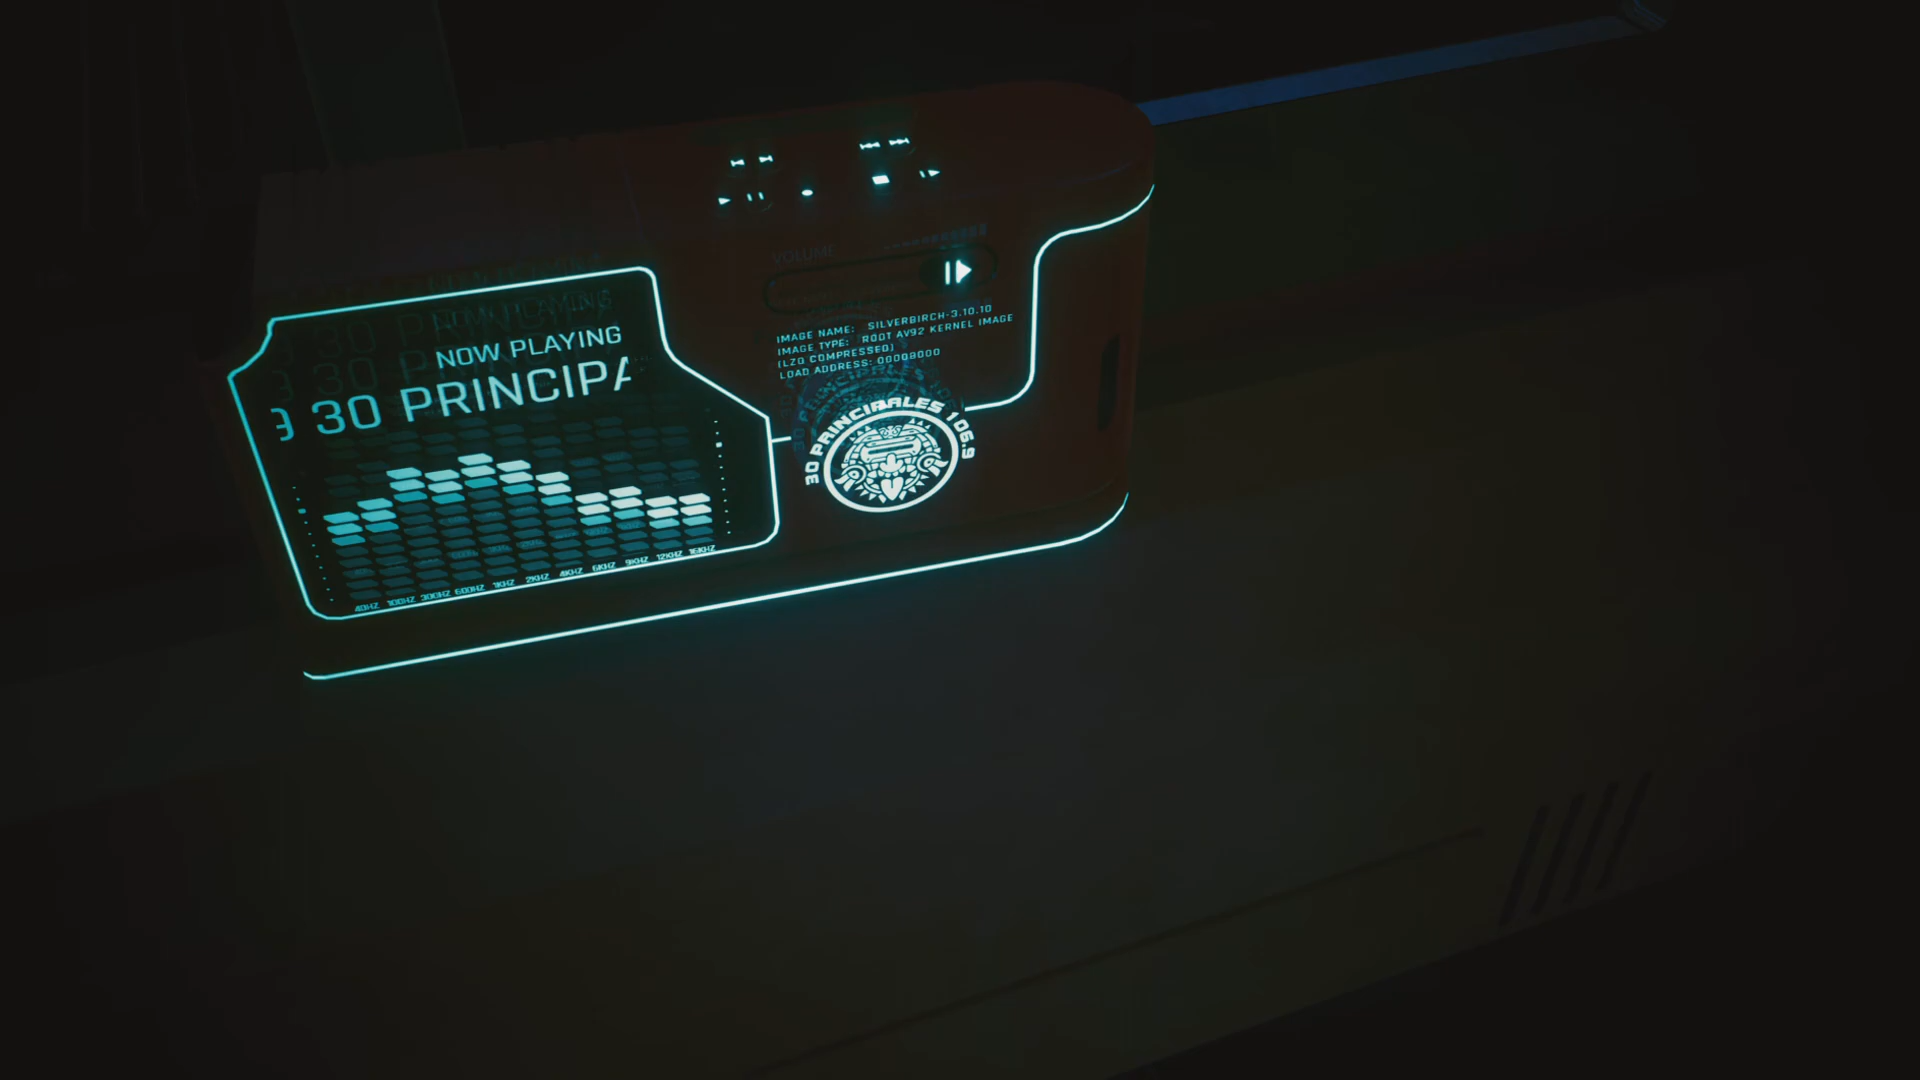 NOW PLAYING
9 30 PRINCIPA
VOLUME
IMAGE NAME: SILVERBIRCH-3.10.10
IMAGE TYPE: ROOT AV92 KERNEL IMAGE
(LZO COMPRESSED)
LOAD ADDRESS: 00008000
30 PRINCIPALES 106.9
40HZ 100HZ 300HZ 600HZ 1KHZ 2KHZ 4KHZ 6KHZ 9KHZ 12KHZ 16KHZ